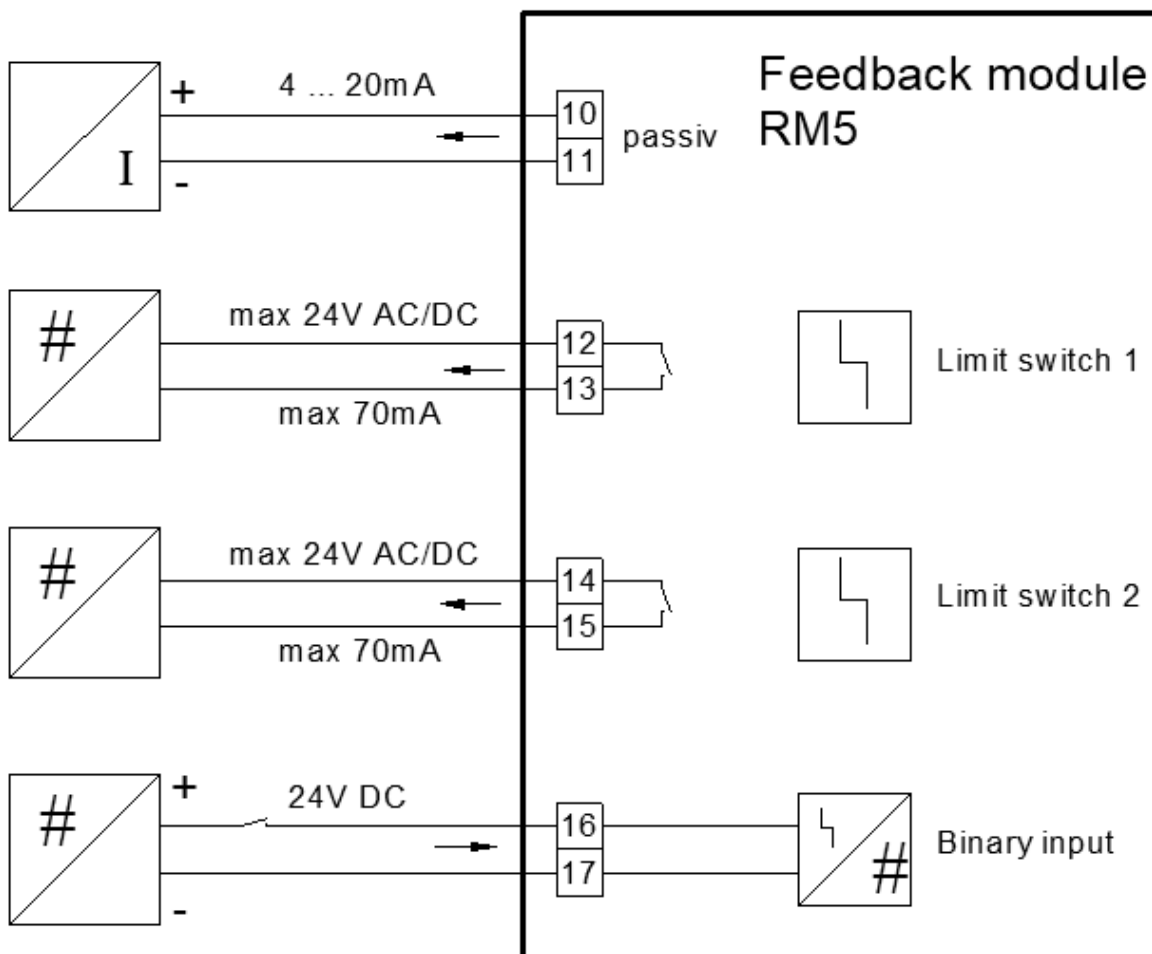 Feedback module
RM5
+
4 ... 20mA
10
11
passiv
I
-
#
max 24V AC/DC
12
13
max 70mA
Limit switch 1
#
max 24V AC/DC
14
15
max 70mA
Limit switch 2
#
+
24V DC
16
17
-
#
Binary input